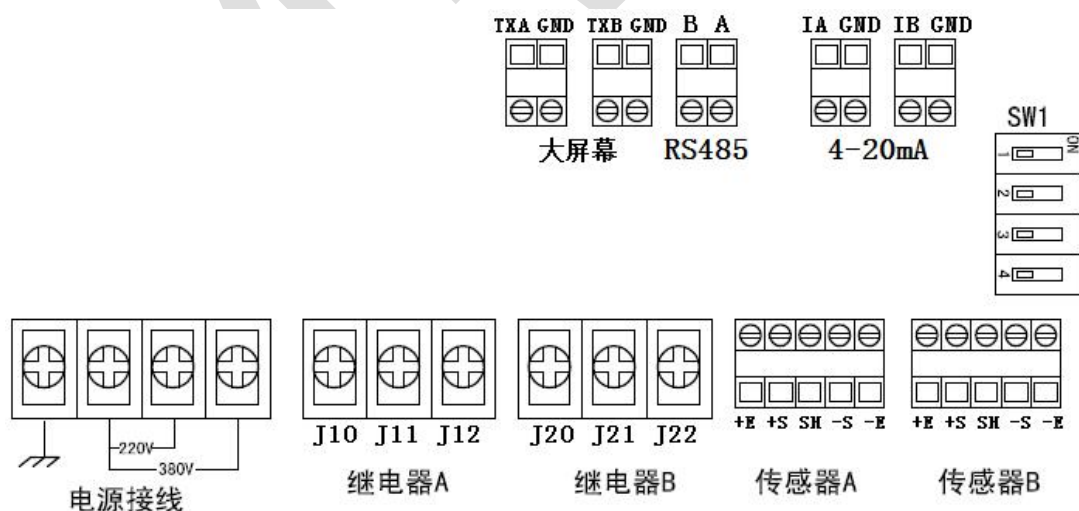 TXA GND TXB GND B A IA GND IB GND
大屏幕 RS485 4-20mA
SW1
ON
1
2
3
4
220V
380V
电源接线
J10 J11 J12
继电器A
J20 J21 J22
继电器B
+E +S SH -S -E
传感器A
+E +S SH -S -E
传感器B